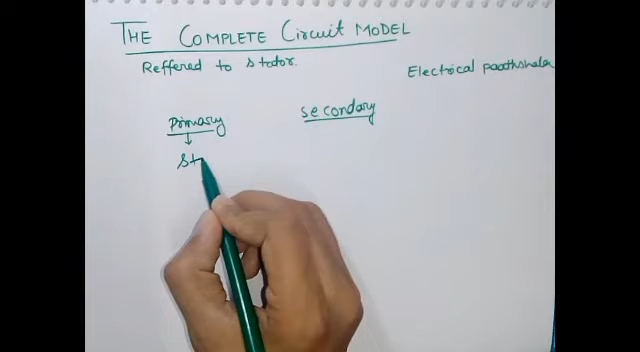 THE COMPLETE Circuit MODEL
Reffered to stator.
Electrical paathshala
Primary
secondary
↓
st